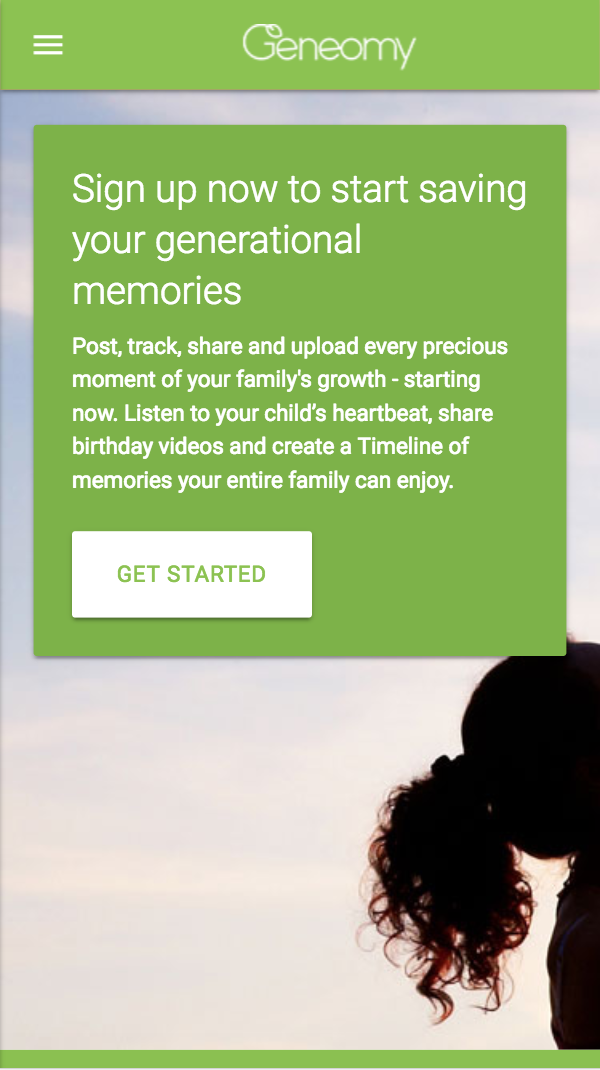 Geneomy
Sign up now to start saving
your generational
memories
Post, track, share and upload every precious
moment of your family's growth - starting
now. Listen to your child’s heartbeat, share
birthday videos and create a Timeline of
memories your entire family can enjoy.
GET STARTED